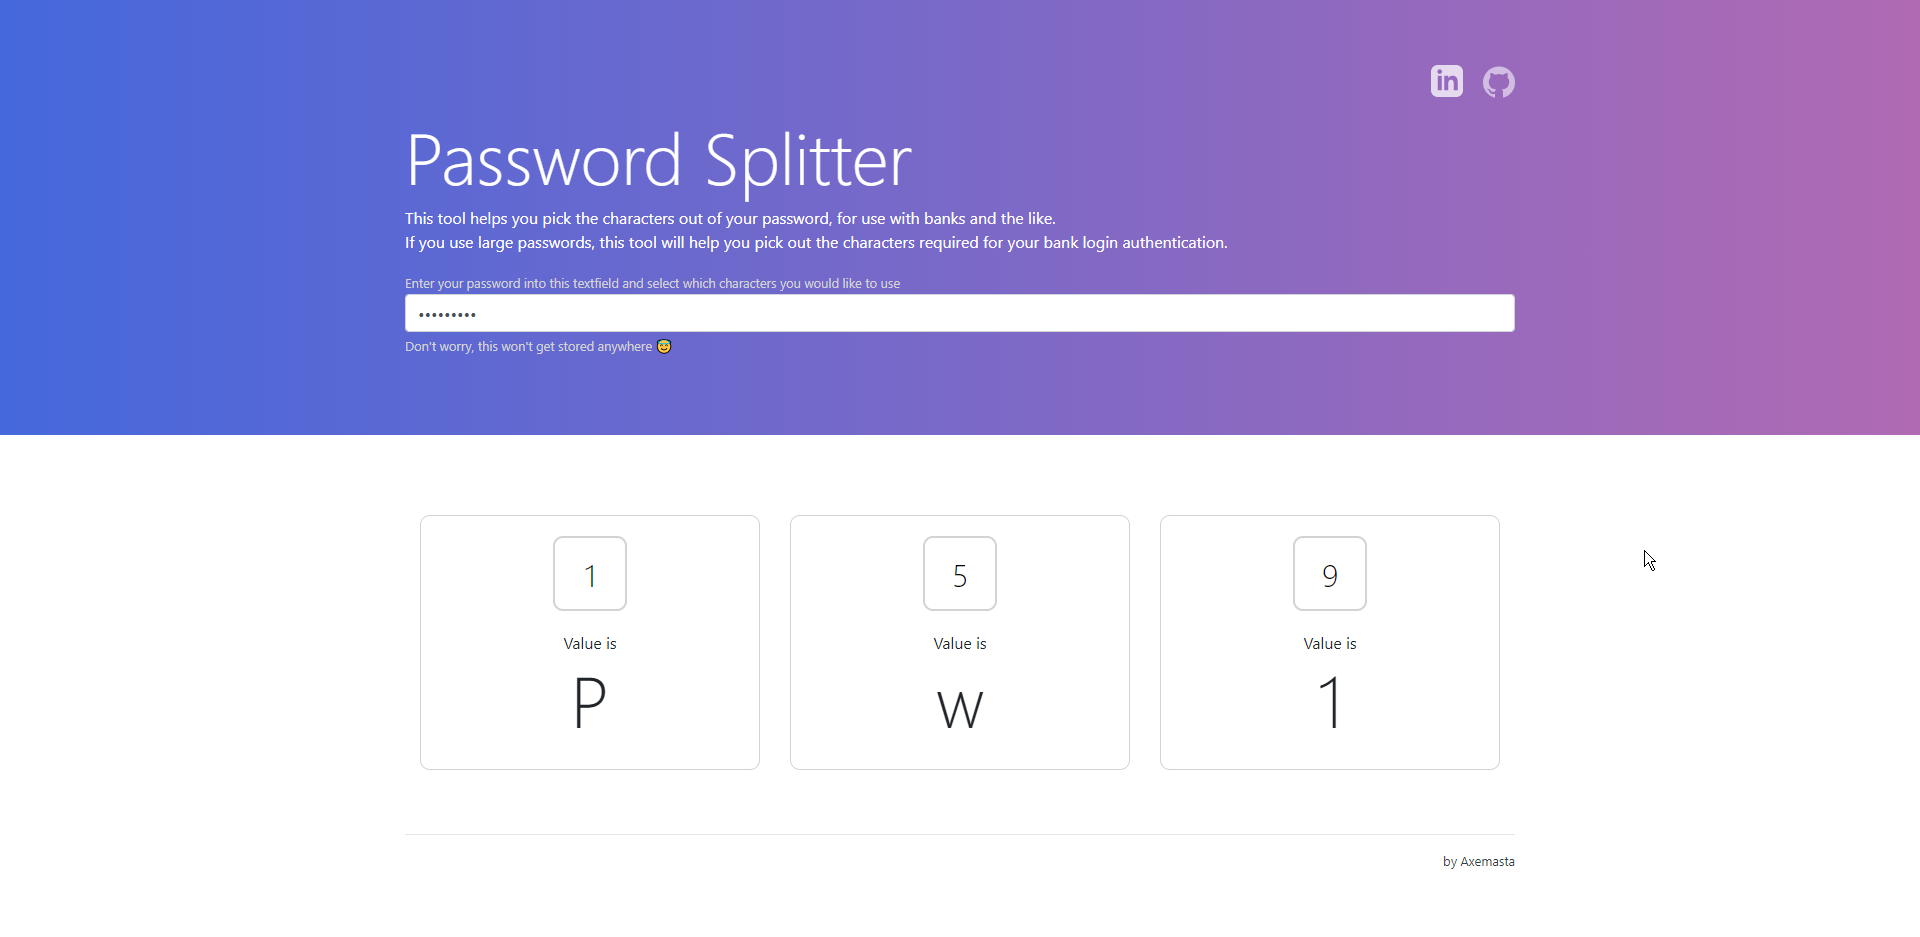 in
Password Splitter
This tool helps you pick the characters out of your password, for use with banks and the like.
If you use large passwords, this tool will help you pick out the characters required for your bank login authentication.
Enter your password into this textfield and select which characters you would like to use
•••••••••
Don't worry, this won't get stored anywhere 😇
1
5
9
Value is
Value is
Value is
P
w
1
by Axemasta